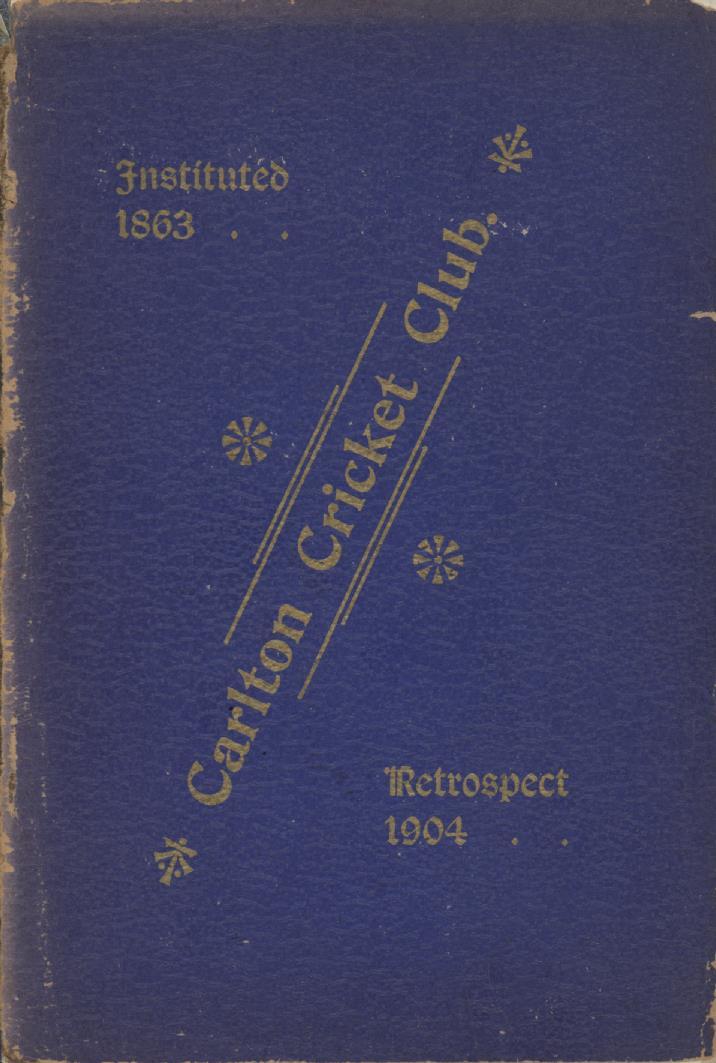 Instituted
1863 . .
Carlton Cricket Club.
Retrospect
1904 . .